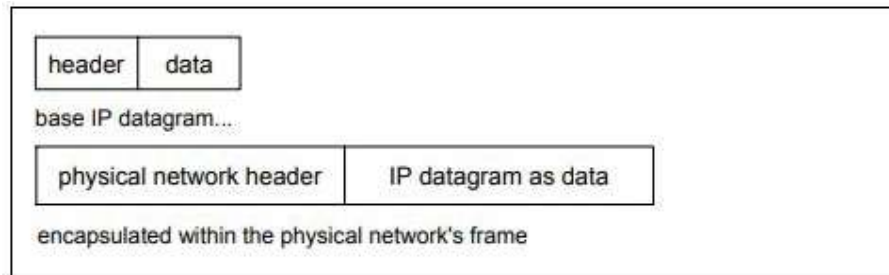 header data
base IP datagram...
physical network header IP datagram as data
encapsulated within the physical network's frame